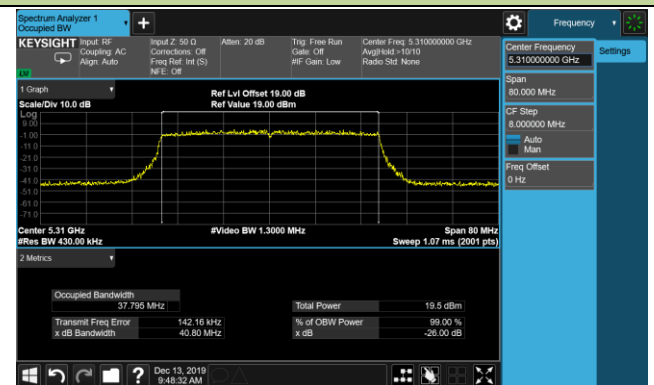 Spectrum Analyzer 1
Occupied BW
+
Frequency
KEYSIGHT
Input: RF
Coupling: AC
Align: Auto
Input Z: 50 Ω
Corrections: Off
Freq Ref: Int (S)
NFE: Off
Atten: 20 dB
Trig: Free Run
Gate: Off
#IF Gain: Low
Center Freq: 5.310000000 GHz
Avg|Hold:>10/10
Radio Std: None
Center Frequency
5.310000000 GHz
Settings
Span
80.000 MHz
CF Step
8.000000 MHz
Auto
Man
Freq Offset
0 Hz
1 Graph
Scale/Div 10.0 dB
Ref Lvl Offset 19.00 dB
Ref Value 19.00 dBm
Log
9.00
-1.00
-11.0
-21.0
-31.0
-41.0
-51.0
-61.0
-71.0
Center 5.31 GHz
#Video BW 1.3000 MHz
Span 80 MHz
#Res BW 430.00 kHz
Sweep 1.07 ms (2001 pts)
2 Metrics
Occupied Bandwidth
37.795 MHz
Total Power 19.5 dBm
Transmit Freq Error 142.16 kHz
% of OBW Power 99.00 %
x dB Bandwidth 40.80 MHz
x dB -26.00 dB
?
Dec 13, 2019
9:48:32 AM